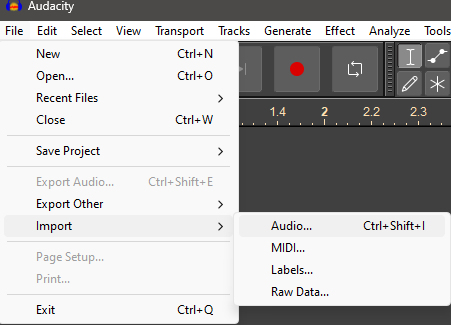 Audacity
File Edit Select View Transport Tracks Generate Effect Analyze Tools
New Ctrl+N
Open... Ctrl+O
Recent Files
Close Ctrl+W
Save Project
Export Audio... Ctrl+Shift+E
Export Other
Import
Page Setup...
Print...
Exit Ctrl+Q
1.4 2 2.2 2.3
Audio... Ctrl+Shift+I
MIDI...
Labels...
Raw Data...